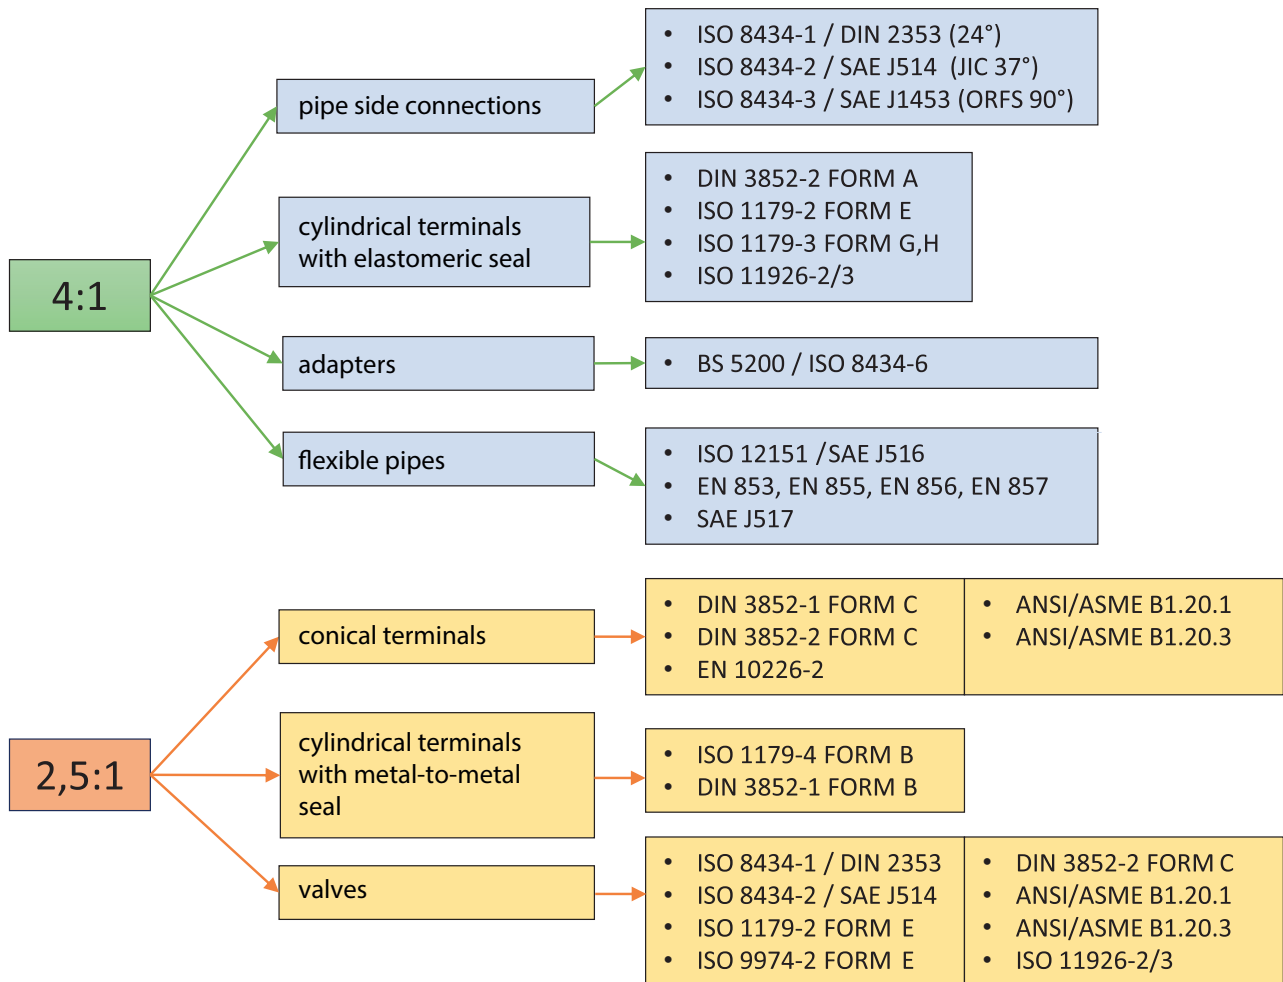 4:1
pipe side connections
• ISO 8434-1 / DIN 2353 (24°)
• ISO 8434-2 / SAE J514 (JIC 37°)
• ISO 8434-3 / SAE J1453 (ORFS 90°)
cylindrical terminals
with elastomeric seal
• DIN 3852-2 FORM A
• ISO 1179-2 FORM E
• ISO 1179-3 FORM G,H
• ISO 11926-2/3
adapters
• BS 5200 / ISO 8434-6
flexible pipes
• ISO 12151 /SAE J516
• EN 853, EN 855, EN 856, EN 857
• SAE J517
2,5:1
conical terminals
• DIN 3852-1 FORM C
• DIN 3852-2 FORM C
• EN 10226-2
• ANSI/ASME B1.20.1
• ANSI/ASME B1.20.3
cylindrical terminals
with metal-to-metal
seal
• ISO 1179-4 FORM B
• DIN 3852-1 FORM B
valves
• ISO 8434-1 / DIN 2353
• ISO 8434-2 / SAE J514
• ISO 1179-2 FORM E
• ISO 9974-2 FORM E
• DIN 3852-2 FORM C
• ANSI/ASME B1.20.1
• ANSI/ASME B1.20.3
• ISO 11926-2/3